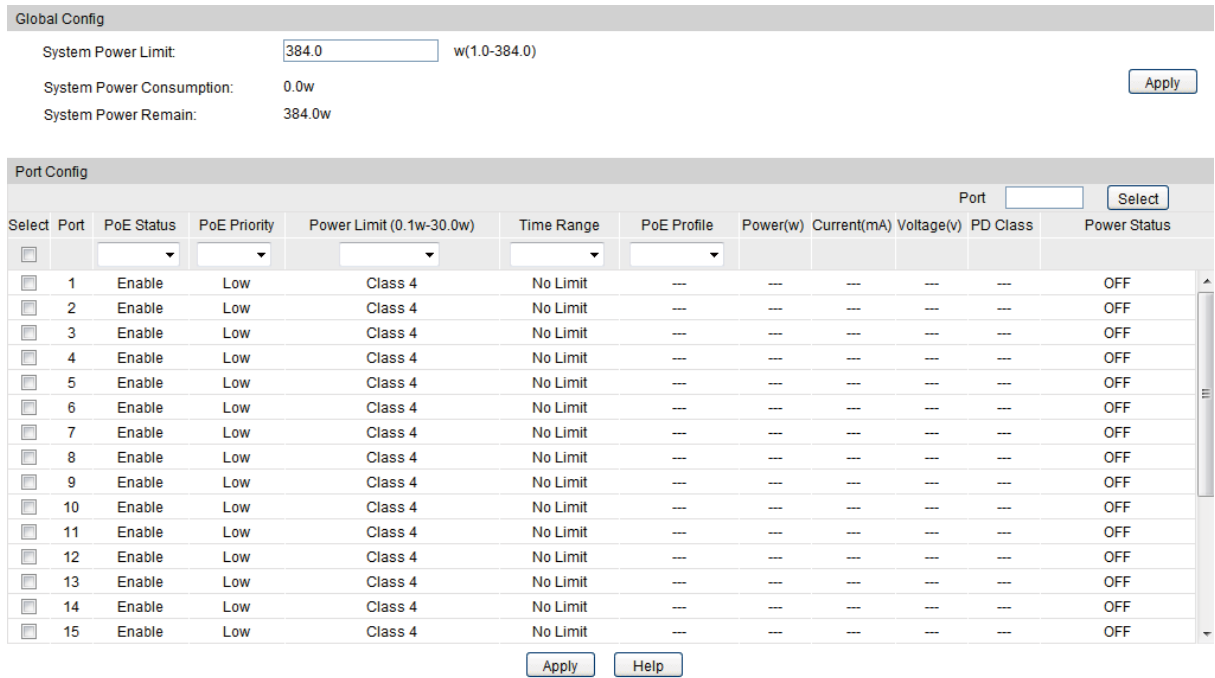 Global Config
System Power Limit: 384.0 w(1.0-384.0)
System Power Consumption: 0.0w
Apply
System Power Remain: 384.0w
Port Config
Port Select
Select Port PoE Status PoE Priority Power Limit (0.1w-30.0w) Time Range PoE Profile Power(w) Current(mA) Voltage(v) PD Class Power Status
1 Enable Low Class 4 No Limit --- --- --- --- --- OFF
2 Enable Low Class 4 No Limit --- --- --- --- --- OFF
3 Enable Low Class 4 No Limit --- --- --- --- --- OFF
4 Enable Low Class 4 No Limit --- --- --- --- --- OFF
5 Enable Low Class 4 No Limit --- --- --- --- --- OFF
6 Enable Low Class 4 No Limit --- --- --- --- --- OFF
7 Enable Low Class 4 No Limit --- --- --- --- --- OFF
8 Enable Low Class 4 No Limit --- --- --- --- --- OFF
9 Enable Low Class 4 No Limit --- --- --- --- --- OFF
10 Enable Low Class 4 No Limit --- --- --- --- --- OFF
11 Enable Low Class 4 No Limit --- --- --- --- --- OFF
12 Enable Low Class 4 No Limit --- --- --- --- --- OFF
13 Enable Low Class 4 No Limit --- --- --- --- --- OFF
14 Enable Low Class 4 No Limit --- --- --- --- --- OFF
15 Enable Low Class 4 No Limit --- --- --- --- --- OFF
Apply Help